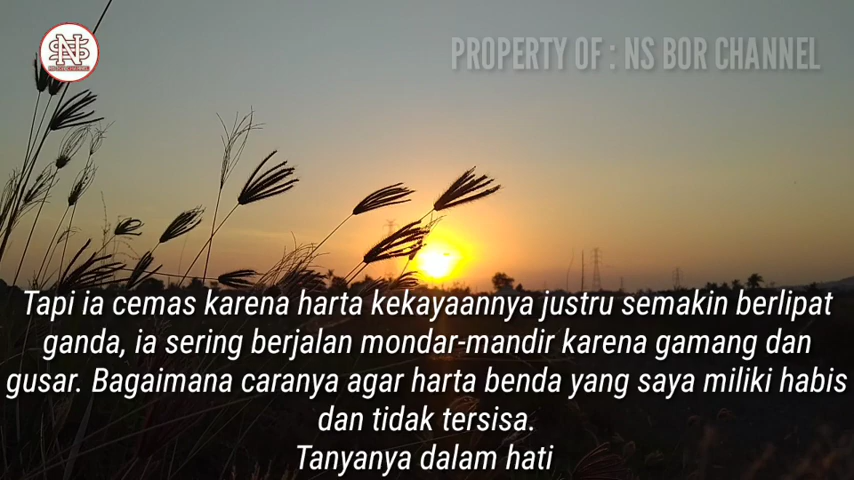 PROPERTY OF : NS BOR CHANNEL
Tapi ia cemas karena harta kekayaannya justru semakin berlipat
ganda, ia sering berjalan mondar-mandir karena gamang dan
gusar. Bagaimana caranya agar harta benda yang saya miliki habis
dan tidak tersisa.
Tanyanya dalam hati